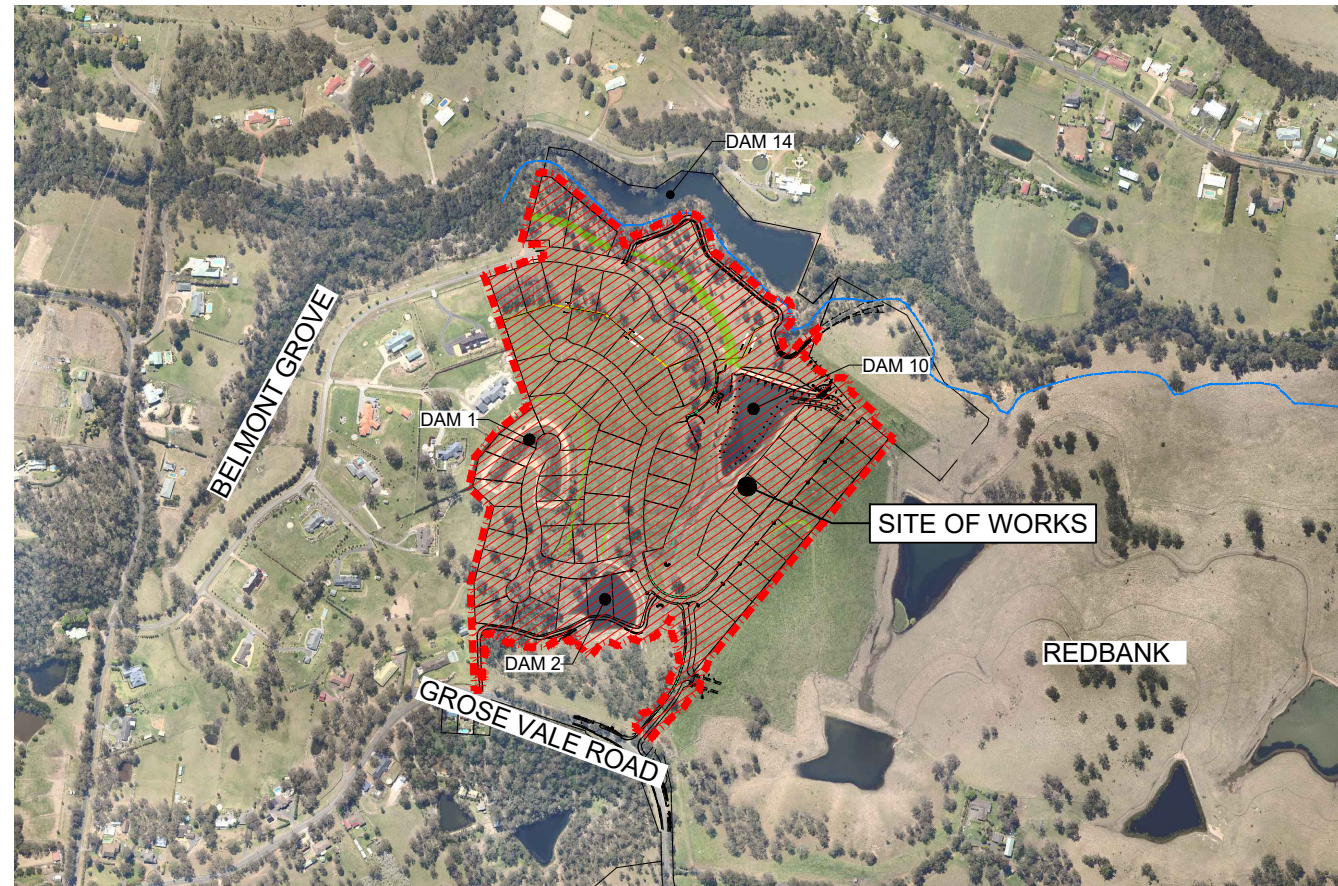 DAM 14
BELMONT GROVE
DAM 10
DAM 1
SITE OF WORKS
DAM 2
REDBANK
GROSE VALE ROAD